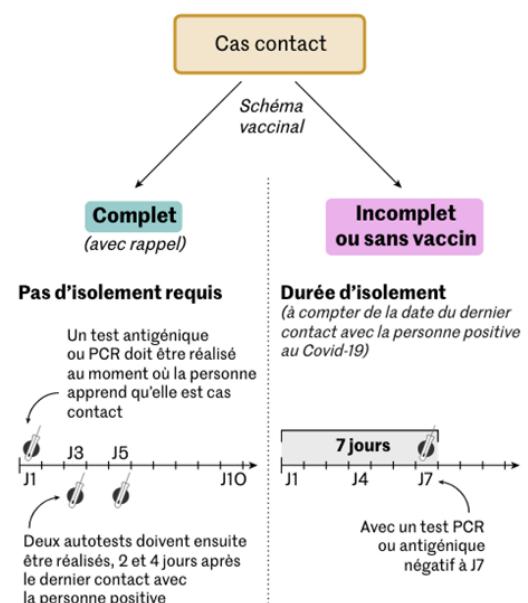 Cas contact
Schéma
vaccinal
Complet
(avec rappel)
Pas d’isolement requis
Un test antigénique
ou PCR doit être réalisé
au moment où la personne
apprend qu’elle est cas
contact
J3 J5
J1 J10
Deux autotests doivent ensuite
être réalisés, 2 et 4 jours après
le dernier contact avec
la personne positive
Incomplet
ou sans vaccin
Durée d’isolement
(à compter de la date du dernier
contact avec la personne positive
au Covid-19)
7 jours
J1 J4 J7
Avec un test PCR
ou antigénique
négatif à J7